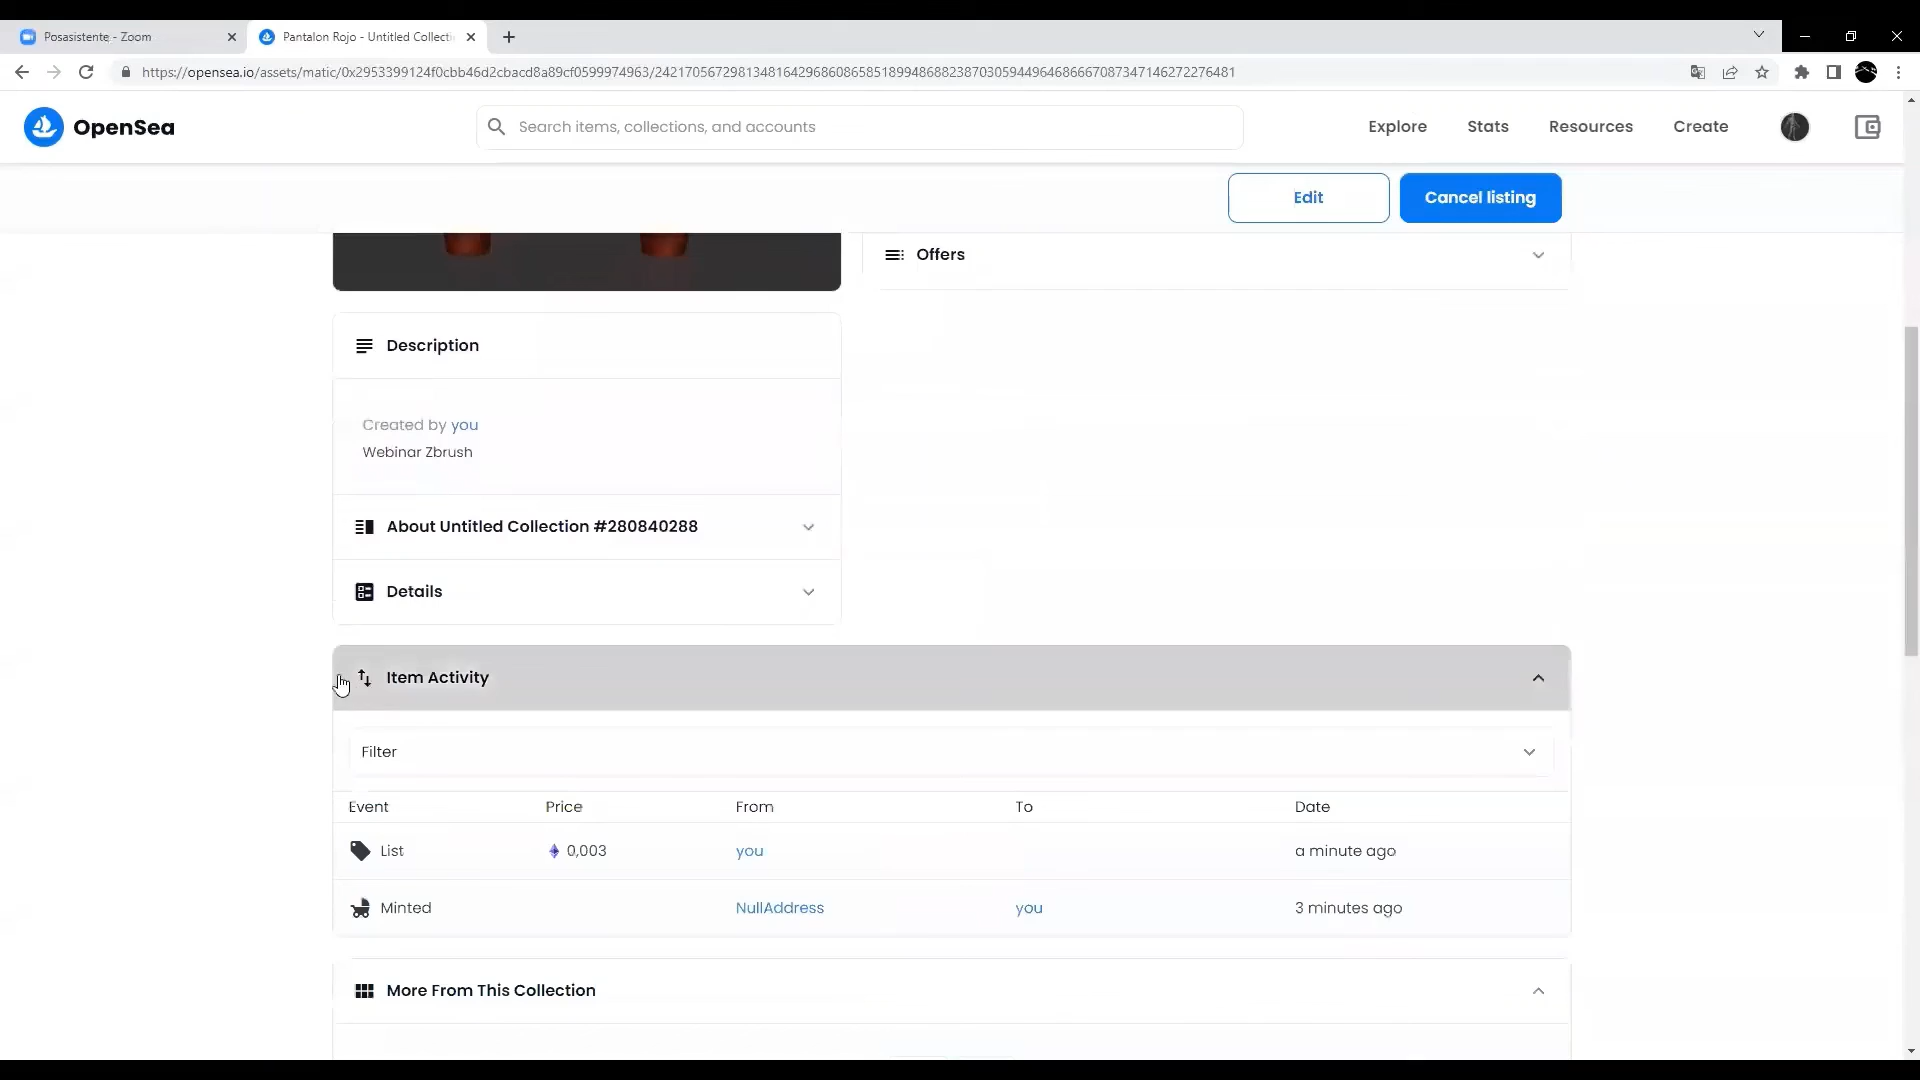 Posasistente - Zoom
Pantalon Rojo - Untitled Collecti
https://opensea.io/assets/matic/0x2953399124f0cbb46d2cbacd8a89cf0599974963/24217056729813481642968608658518994868823870305944964686667087347146272276481
OpenSea
Search items, collections, and accounts
Explore
Stats
Resources
Create
Edit
Cancel listing
Offers
Description
Created by you
Webinar Zbrush
About Untitled Collection #280840288
Details
Item Activity
Filter
Event Price From To Date
List 0,003 you a minute ago
Minted NullAddress you 3 minutes ago
More From This Collection